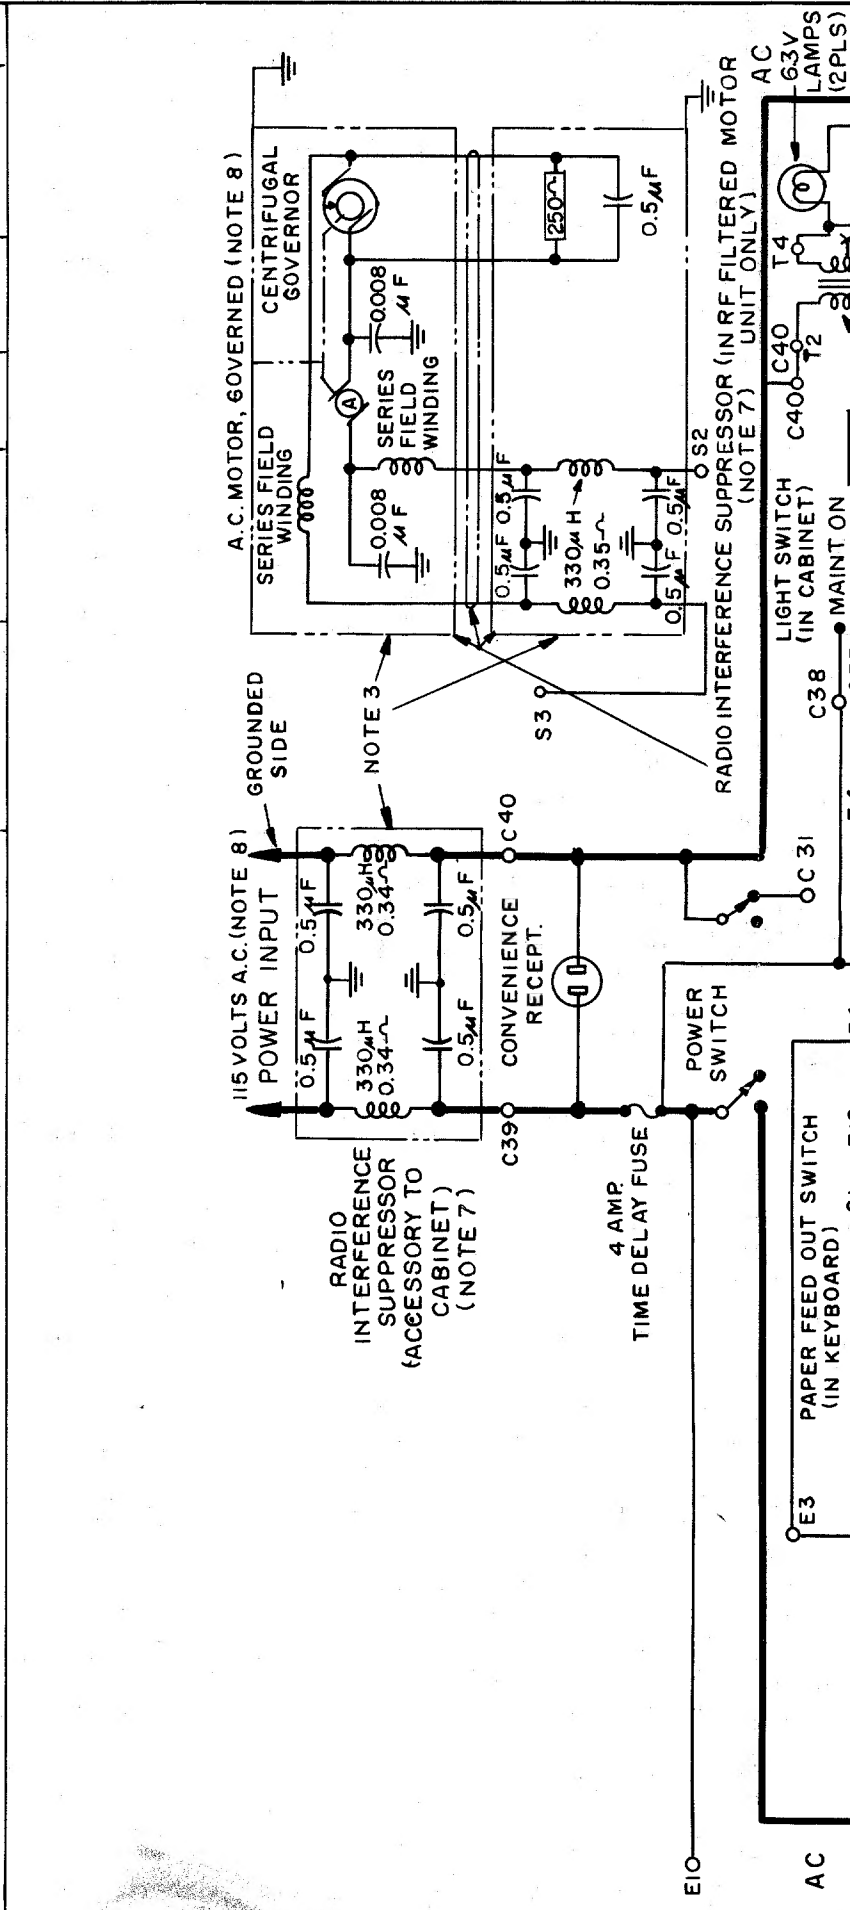 A.C. MOTOR, GOVERNED (NOTE 8)
SERIES FIELD
WINDING
CENTRIFUGAL
GOVERNOR
0.008
µF
SERIES
FIELD
WINDING
0.008
µF
A
250Ω
0.5µF
0.5µF
0.5µF
330µH
0.35Ω
0.5µF
0.5µF
S2
S3
RADIO INTERFERENCE SUPPRESSOR (IN RF FILTERED MOTOR
UNIT ONLY)
(NOTE 7)
NOTE 3
GROUNDED
SIDE
115 VOLTS A.C. (NOTE 8)
POWER INPUT
0.5µF
0.5µF
330µH
0.34Ω
330µH
0.34Ω
0.5µF
0.5µF
RADIO
INTERFERENCE
SUPPRESSOR
(ACCESSORY TO
CABINET)
(NOTE 7)
C39
C40
CONVENIENCE
RECEPT.
4 AMP.
TIME DELAY FUSE
POWER
SWITCH
C31
C38
MAINT ON
LIGHT SWITCH
(IN CABINET)
C40
C40
T2
T4
AC
6.3V
LAMPS
(2PLS)
PAPER FEED OUT SWITCH
(IN KEYBOARD)
E3
E10
AC